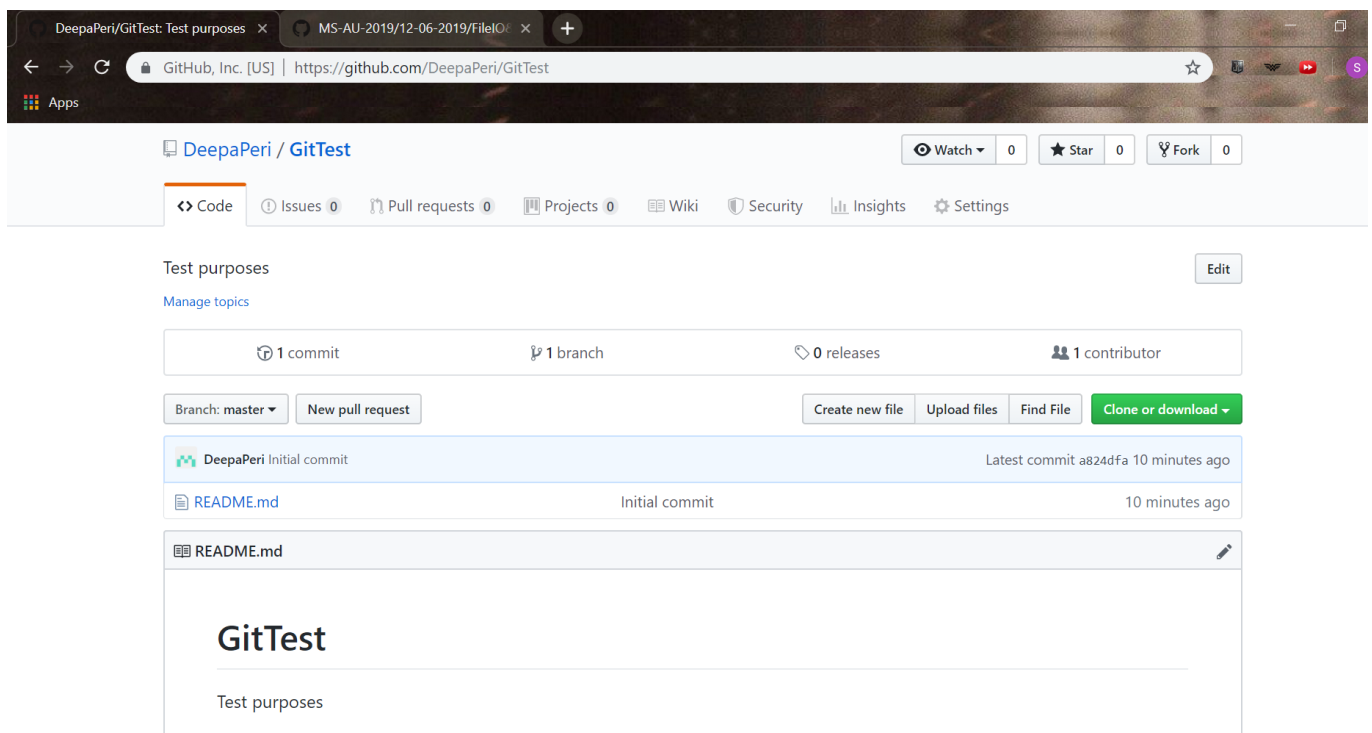 DeepaPeri/GitTest: Test purposes MS-AU-2019/12-06-2019/FileIO
GitHub, Inc. [US] | https://github.com/DeepaPeri/GitTest S
Apps
DeepaPeri / GitTest Watch 0 Star 0 Fork 0
Code Issues 0 Pull requests 0 Projects 0 Wiki Security Insights Settings
Test purposes Edit
Manage topics
1 commit 1 branch 0 releases 1 contributor
Branch: master New pull request Create new file Upload files Find File Clone or download
DeepaPeri Initial commit Latest commit a824dfa 10 minutes ago
README.md Initial commit 10 minutes ago
README.md
GitTest
Test purposes